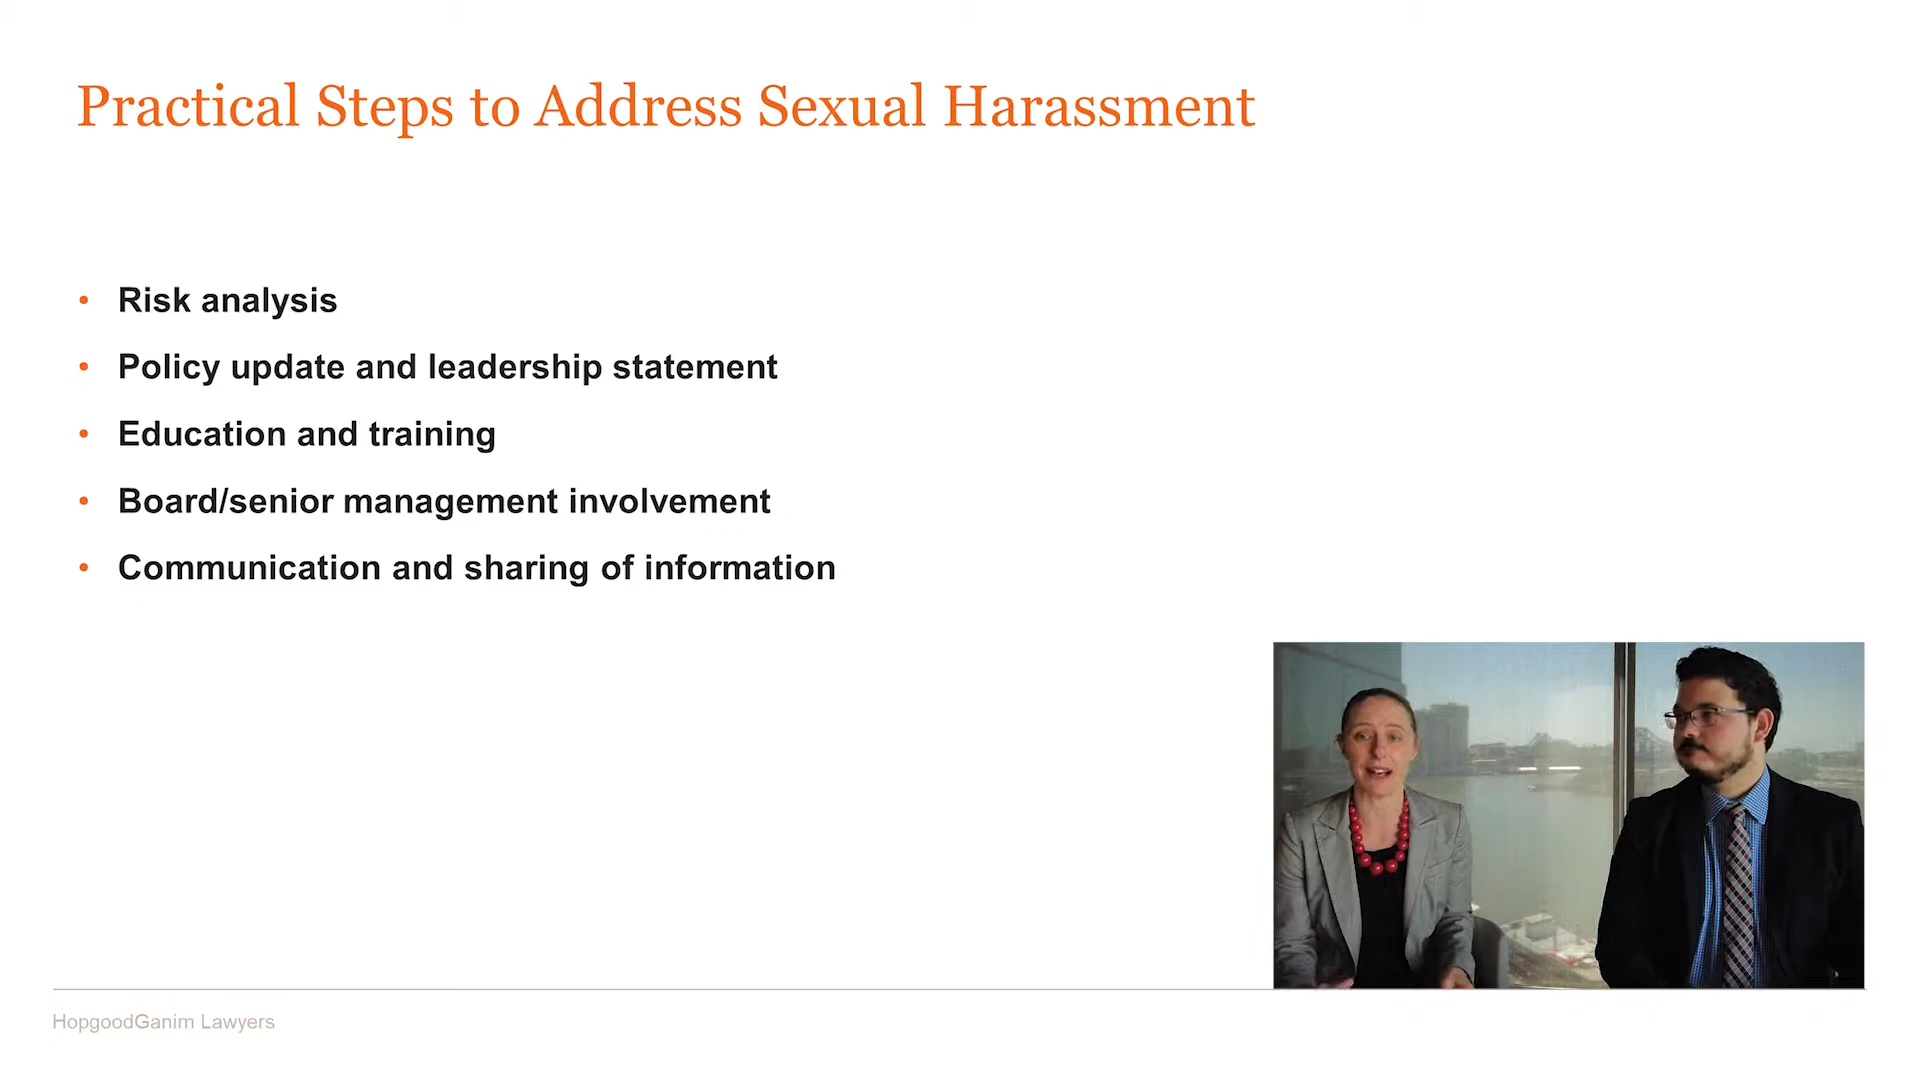 Practical Steps to Address Sexual Harassment
• Risk analysis
• Policy update and leadership statement
• Education and training
• Board/senior management involvement
• Communication and sharing of information
HopgoodGanim Lawyers